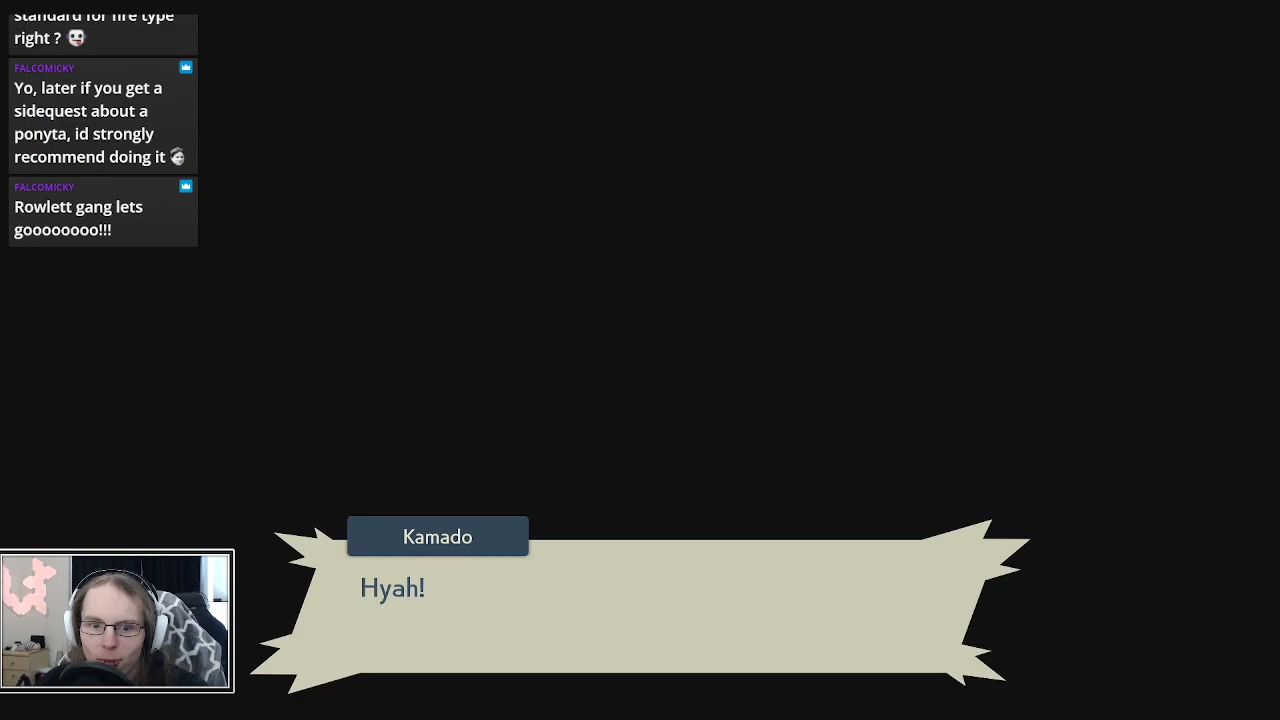 standard for fire type
right ?
FALCOMICKY
Yo, later if you get a
sidequest about a
ponyta, id strongly
recommend doing it
FALCOMICKY
Rowlett gang lets
goooooooo!!!
Kamado
Hyah!